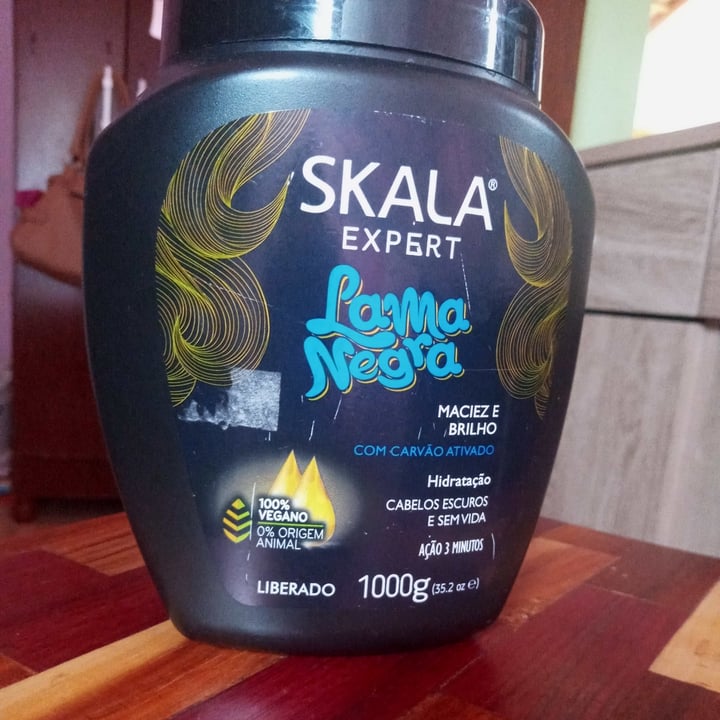 SKALA®
EXPERT
Lama
Negra
MACIEZ E
BRILHO
COM CARVÃO ATIVADO
Hidratação
CABELOS ESCUROS
E SEM VIDA
AÇÃO 3 MINUTOS
100%
VEGANO
0% ORIGEM
ANIMAL
LIBERADO 1000g (35.2 oz ℮)